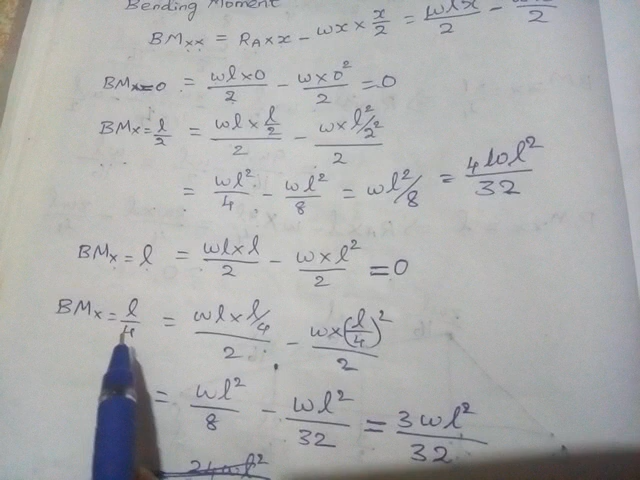 Bending Moment
BMxx = RA×x − wx × x/2 = wlx/2 −
BMx=0 = wl×0/2 − w×0²/2 = 0
BMx=l/2 = wl×l/2/2 − w×l²/2²/2
= wl²/4 − wl²/8 = wl²/8 = 4wl²/32
BMx=l = wl×l/2 − w×l²/2 = 0
BMx=l/4 = wl×l/4/2 − w×(l/4)²/2
= wl²/8 − wl²/32 = 3wl²/32